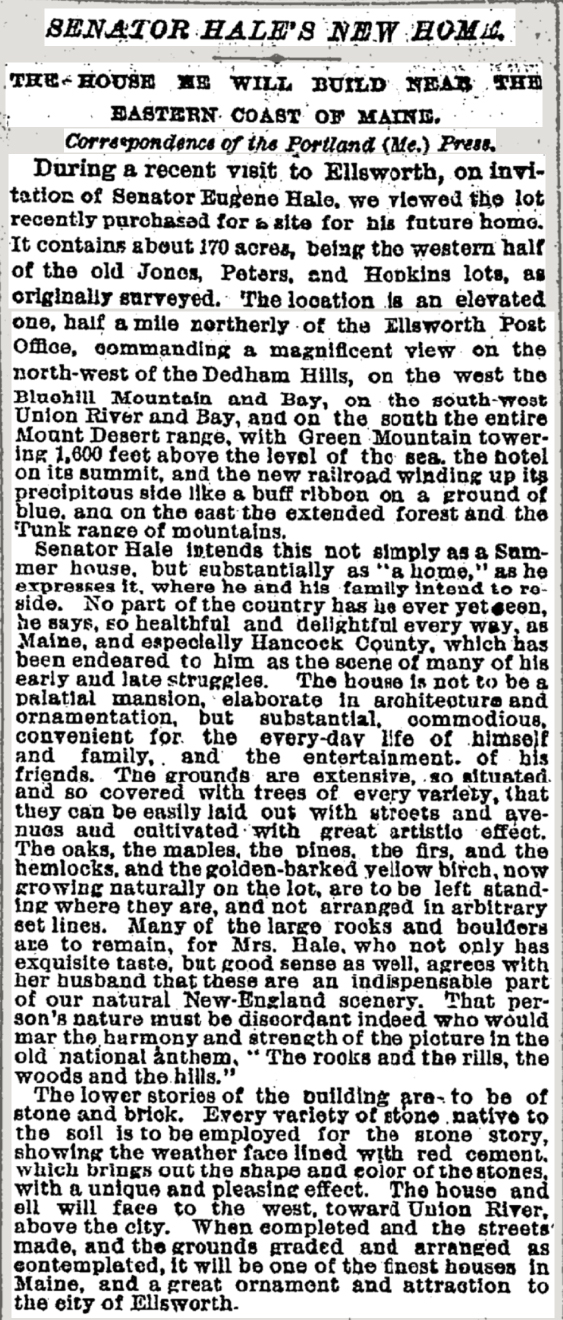 SENATOR HALE'S NEW HOME.
THE HOUSE HE WILL BUILD NEAR THE
EASTERN COAST OF MAINE.
Correspondence of the Portland (Me.) Press.
During a recent visit to Ellsworth, on invi-
tation of Senator Eugene Hale, we viewed the lot
recently purchased for a site for his future home.
It contains about 170 acres, being the western half
of the old Jones, Peters, and Hopkins lots, as
originally surveyed. The location is an elevated
one, half a mile northerly of the Ellsworth Post
Office, commanding a magnificent view on the
north-west of the Dedham Hills, on the west the
Bluehill Mountain and Bay, on the south-west
Union River and Bay, and on the south the entire
Mount Desert range, with Green Mountain tower-
ing 1,600 feet above the level of the sea, the hotel
on its summit, and the new railroad winding up its
precipitous side like a buff ribbon on a ground of
blue, and on the east the extended forest and the
Tunk range of mountains.
Senator Hale intends this not simply as a Sum-
mer house, but substantially as "a home," as he
expresses it, where he and his family intend to re-
side. No part of the country has he ever yet seen,
he says, so healthful and delightful every way, as
Maine, and especially Hancock County, which has
been endeared to him as the scene of many of his
early and late struggles. The house is not to be a
palatial mansion, elaborate in architecture and
ornamentation, but substantial, commodious,
convenient for the every-day life of himself
and family, and the entertainment of his
friends. The grounds are extensive, so situated
and so covered with trees of every variety, that
they can be easily laid out with streets and ave-
nues and cultivated with great artistic effect.
The oaks, the maples, the pines, the firs, and the
hemlocks, and the golden-barked yellow birch, now
growing naturally on the lot, are to be left stand-
ing where they are, and not arranged in arbitrary
set lines. Many of the large rocks and boulders
are to remain, for Mrs. Hale, who not only has
exquisite taste, but good sense as well, agrees with
her husband that these are an indispensable part
of our natural New-England scenery. That per-
son's nature must be discordant indeed who would
mar the harmony and strength of the picture in the
old national anthem, "The rocks and the rills, the
woods and the hills."
The lower stories of the building are to be of
stone and brick. Every variety of stone native to
the soil is to be employed for the stone story,
showing the weather face lined with red cement,
which brings out the shape and color of the stones,
with a unique and pleasing effect. The house and
ell will face to the west, toward Union River,
above the city. When completed and the streets
made, and the grounds graded and arranged as
contemplated, it will be one of the finest houses in
Maine, and a great ornament and attraction to
the city of Ellsworth.